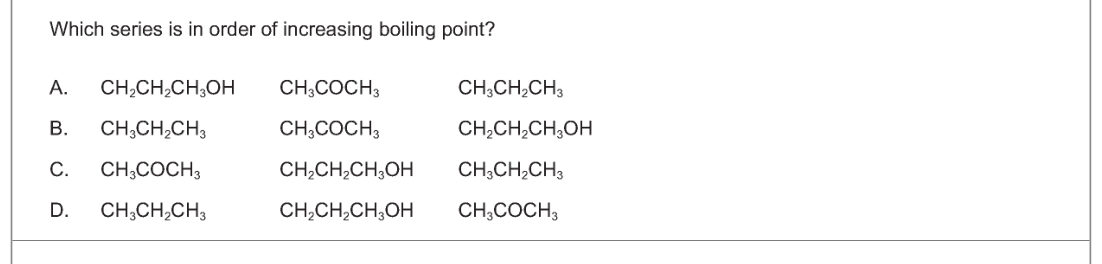 Which series is in order of increasing boiling point?
A. CH₂CH₂CH₃OH CH₃COCH₃ CH₃CH₂CH₃
B. CH₃CH₂CH₃ CH₃COCH₃ CH₂CH₂CH₃OH
C. CH₃COCH₃ CH₂CH₂CH₃OH CH₃CH₂CH₃
D. CH₃CH₂CH₃ CH₂CH₂CH₃OH CH₃COCH₃